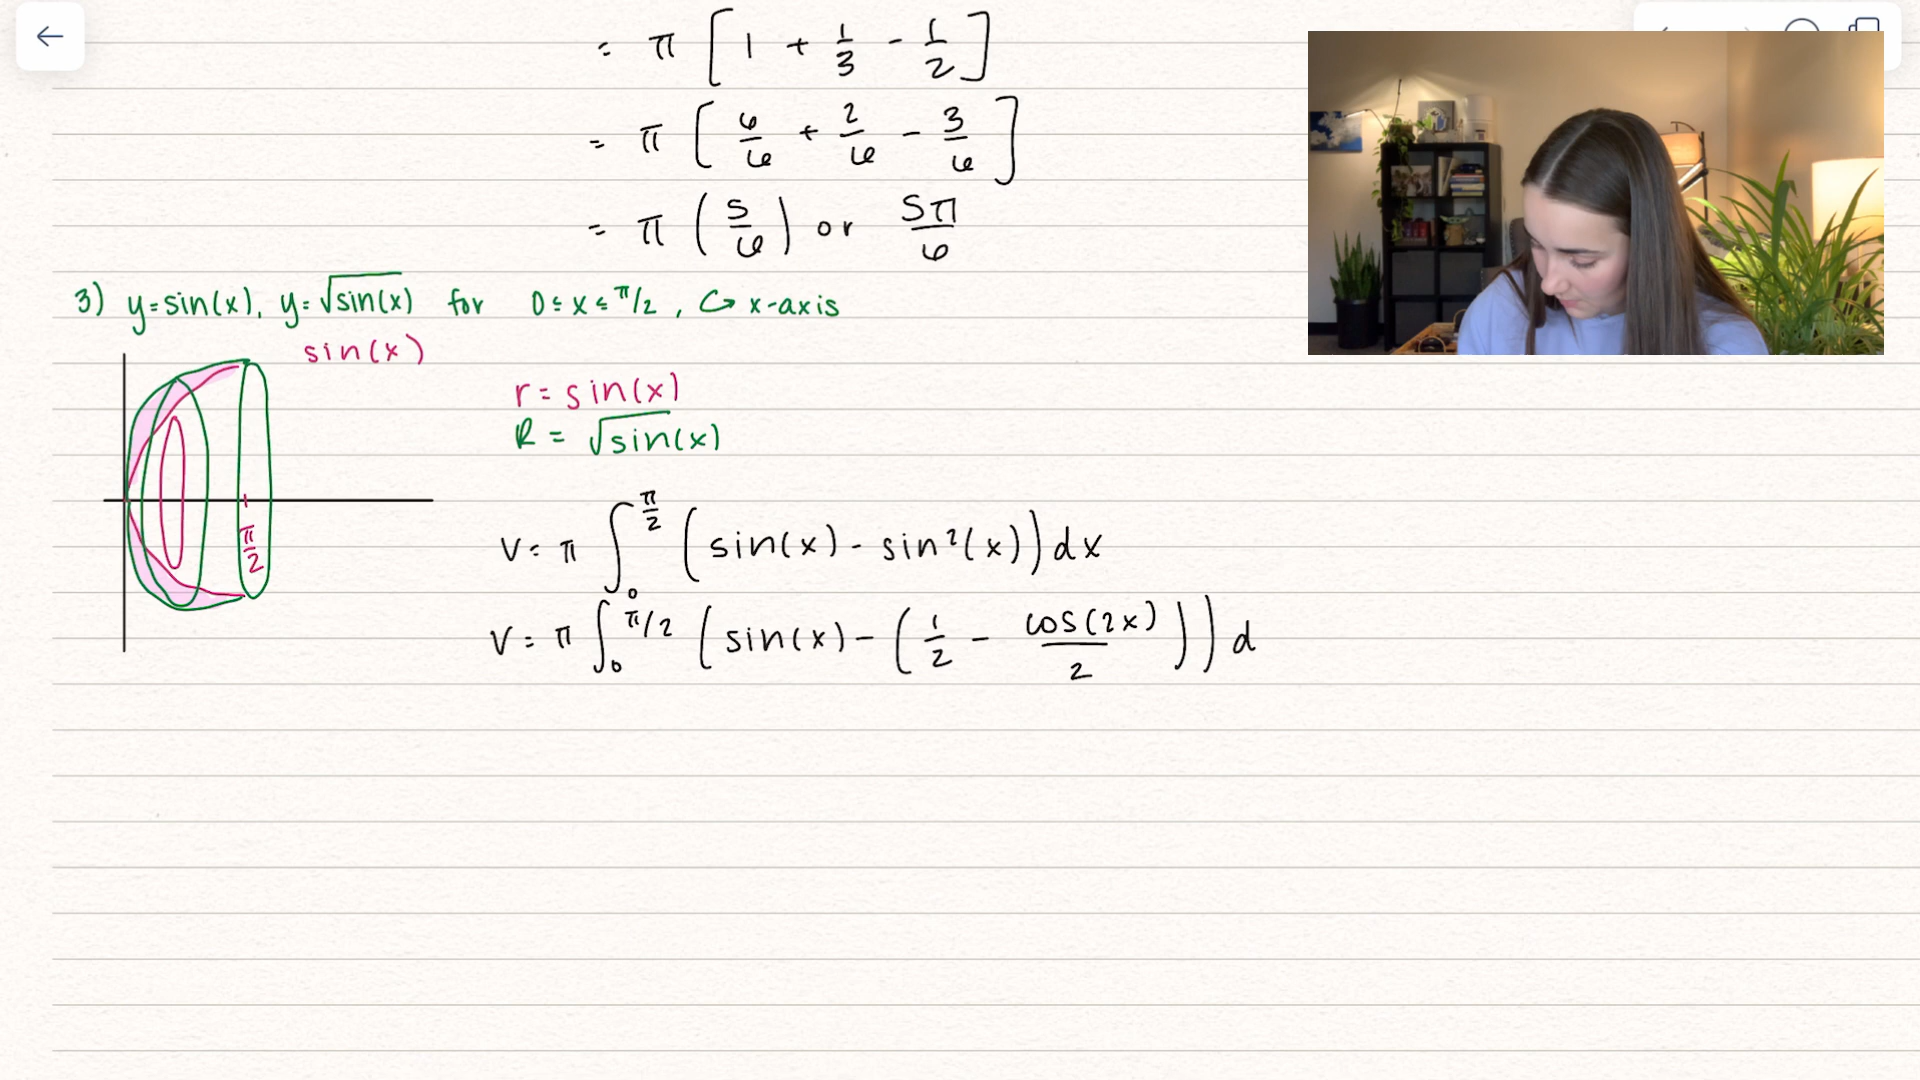 = π [ 1 + 1/3 - 1/2 ]
= π [ 6/6 + 2/6 - 3/6 ]
= π ( 5/6 ) or 5π/6
3) y=sin(x), y=√sin(x) for 0≤x≤π/2, ↻ x-axis
sin(x)
r = sin(x)
R = √sin(x)
π/2
V = π ∫₀^(π/2) ( sin(x) - sin²(x) ) dx
V = π ∫₀^(π/2) ( sin(x) - ( 1/2 - cos(2x)/2 ) ) d